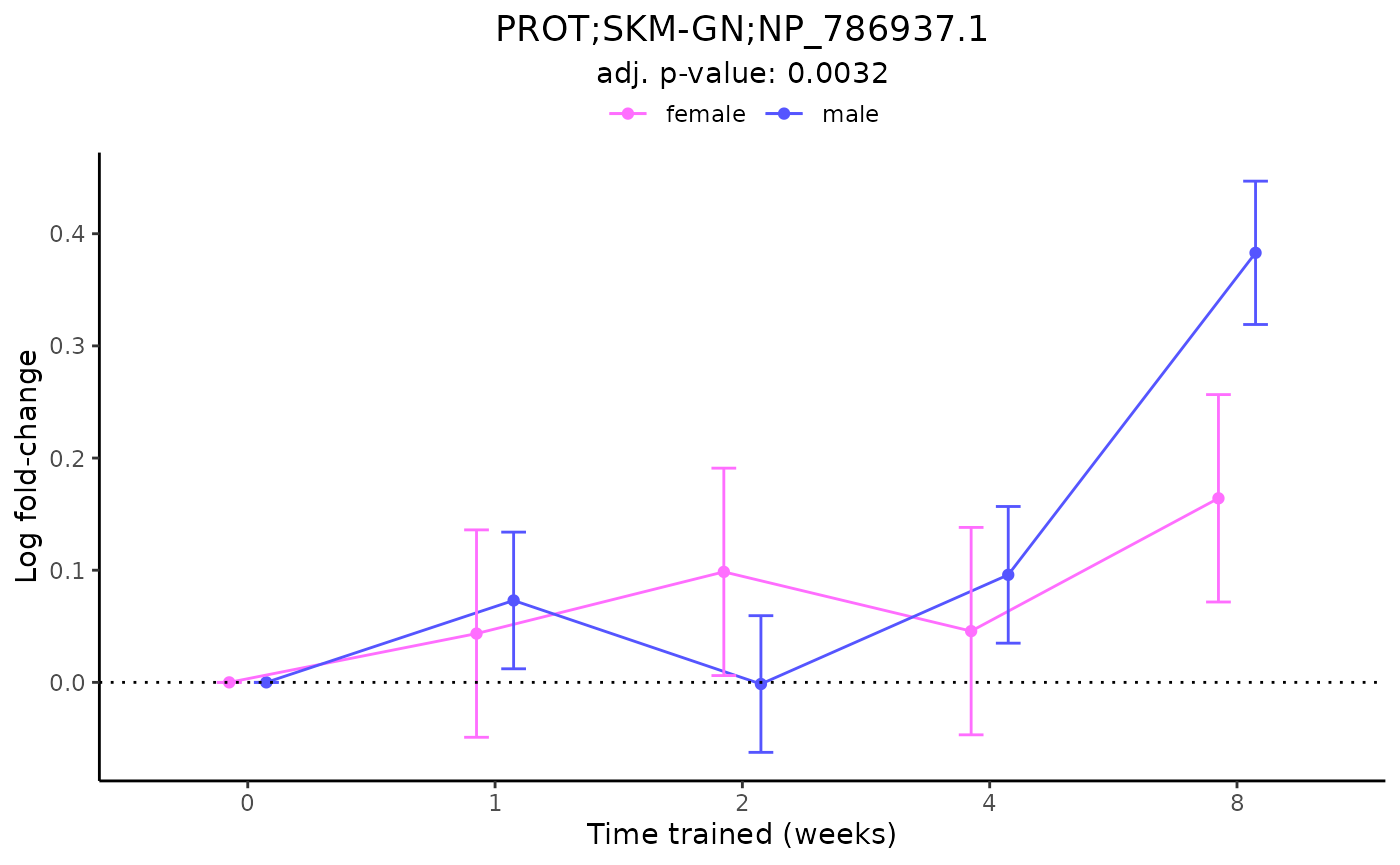 PROT;SKM-GN;NP_786937.1
adj. p-value: 0.0032
female male
Log fold-change
0.4
0.3
0.2
0.1
0.0
0 1 2 4 8
Time trained (weeks)